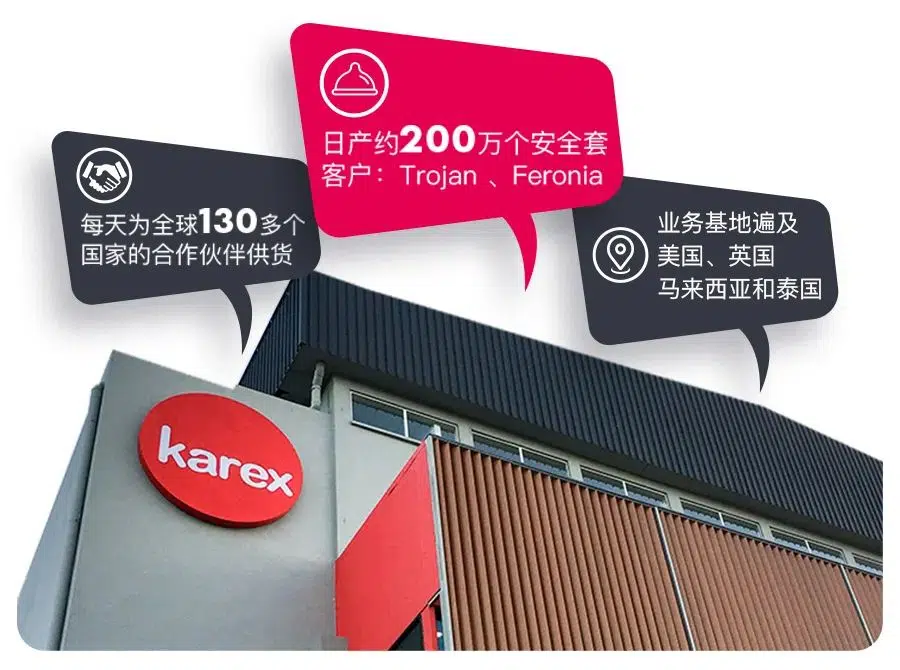 日产约200万个安全套
客户：Trojan 、Feronia
每天为全球130多个
国家的合作伙伴供货
业务基地遍及
美国、英国
马来西亚和泰国
karex